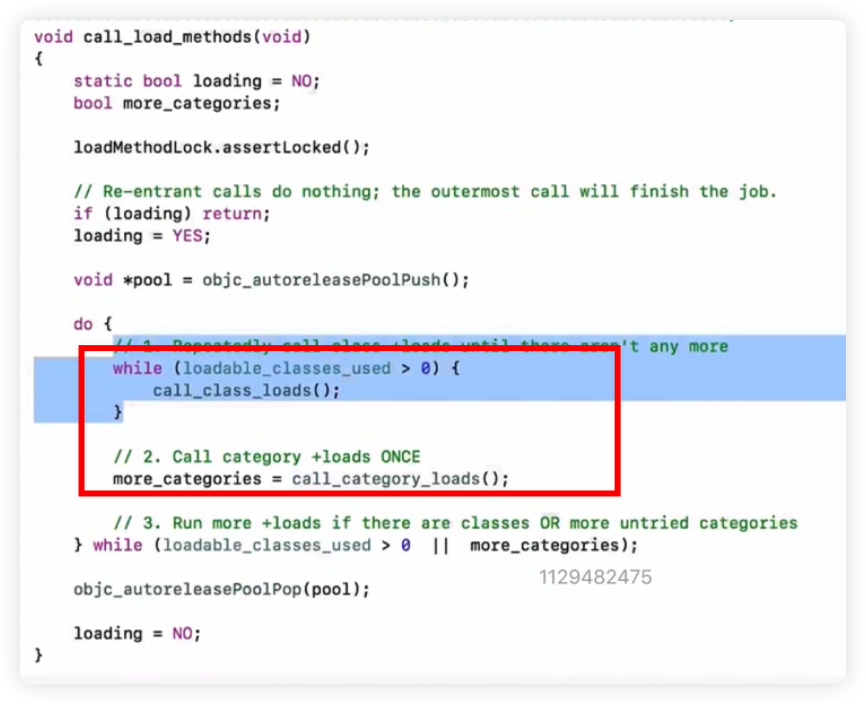 void call_load_methods(void)
{
    static bool loading = NO;
    bool more_categories;

    loadMethodLock.assertLocked();

    // Re-entrant calls do nothing; the outermost call will finish the job.
    if (loading) return;
    loading = YES;

    void *pool = objc_autoreleasePoolPush();

    do {
        // 1. Repeatedly call class +loads until there aren't any more
        while (loadable_classes_used > 0) {
            call_class_loads();
        }

        // 2. Call category +loads ONCE
        more_categories = call_category_loads();

        // 3. Run more +loads if there are classes OR more untried categories
    } while (loadable_classes_used > 0  ||  more_categories);
1129482475
    objc_autoreleasePoolPop(pool);

    loading = NO;
}